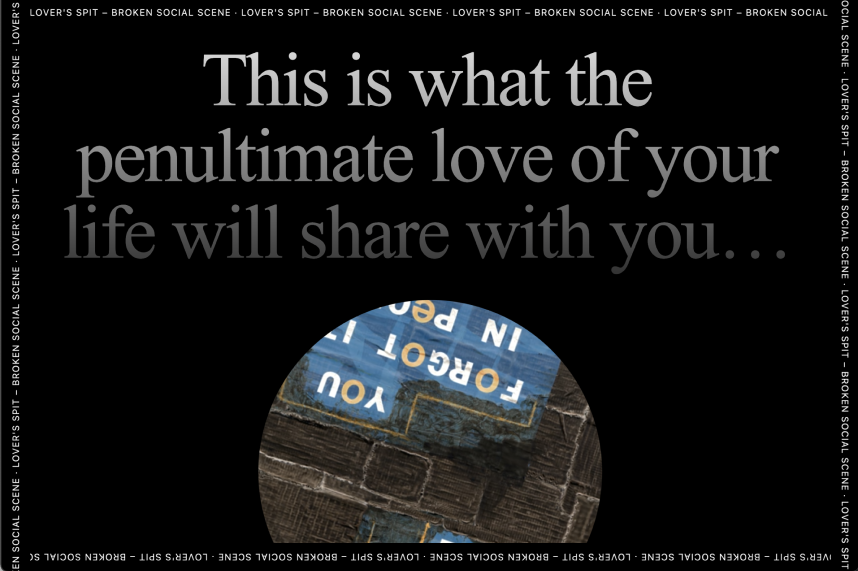 LOVER'S SPIT – BROKEN SOCIAL SCENE · LOVER'S SPIT – BROKEN SOCIAL SCENE · LOVER'S SPIT – BROKEN SOCIAL SCENE · LOVER'S SPIT – BROKEN SOCIAL
This is what the
penultimate love of your
life will share with you…
YOU
FORGOT IT
IN PEO
EN SOCIAL SCENE · LOVER'S SPIT – BROKEN SOCIAL SCENE · LOVER'S SPIT – BROKEN SOCIAL SCENE · LOVER'S
OCIAL SCENE · LOVER'S SPIT – BROKEN SOCIAL SCENE · LOVER'S SPIT – BROKEN SOCIAL SCENE · LOVER'S SPIT
LOVER'S SPIT – BROKEN SOCIAL SCENE · LOVER'S SPIT – BROKEN SOCIAL SCENE · LOVER'S SPIT – BROKEN SOCIAL SCENE · LOVER'S SPIT – BROKEN SOCIAL SC